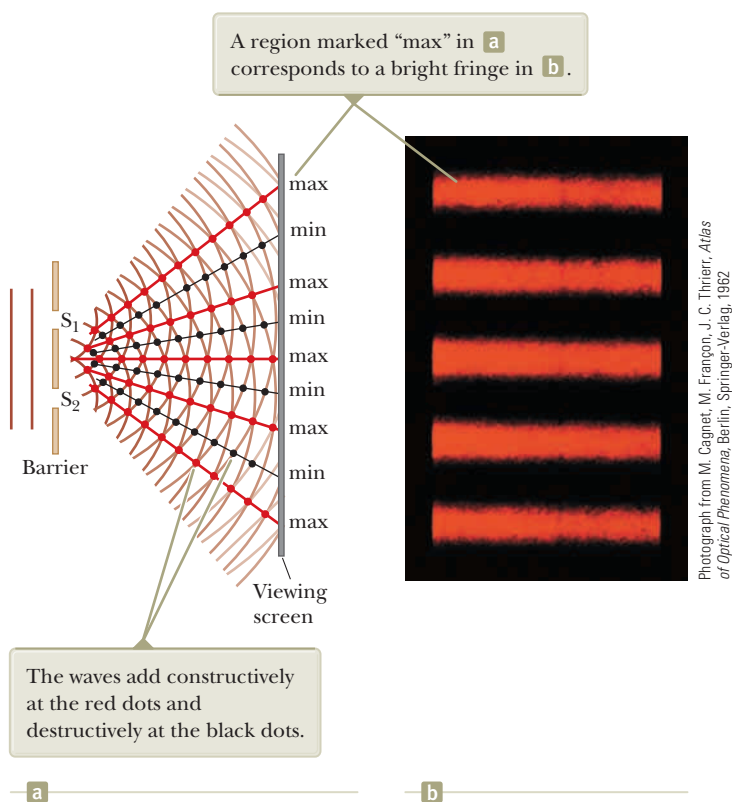 A region marked “max” in a
corresponds to a bright fringe in b.
max
min
max
min
max
min
max
min
max
S1
S2
Barrier
Viewing
screen
The waves add constructively
at the red dots and
destructively at the black dots.
Photograph from M. Cagnet, M. Françon, J. C. Thrierr, Atlas
of Optical Phenomena, Berlin, Springer-Verlag, 1962
a
b